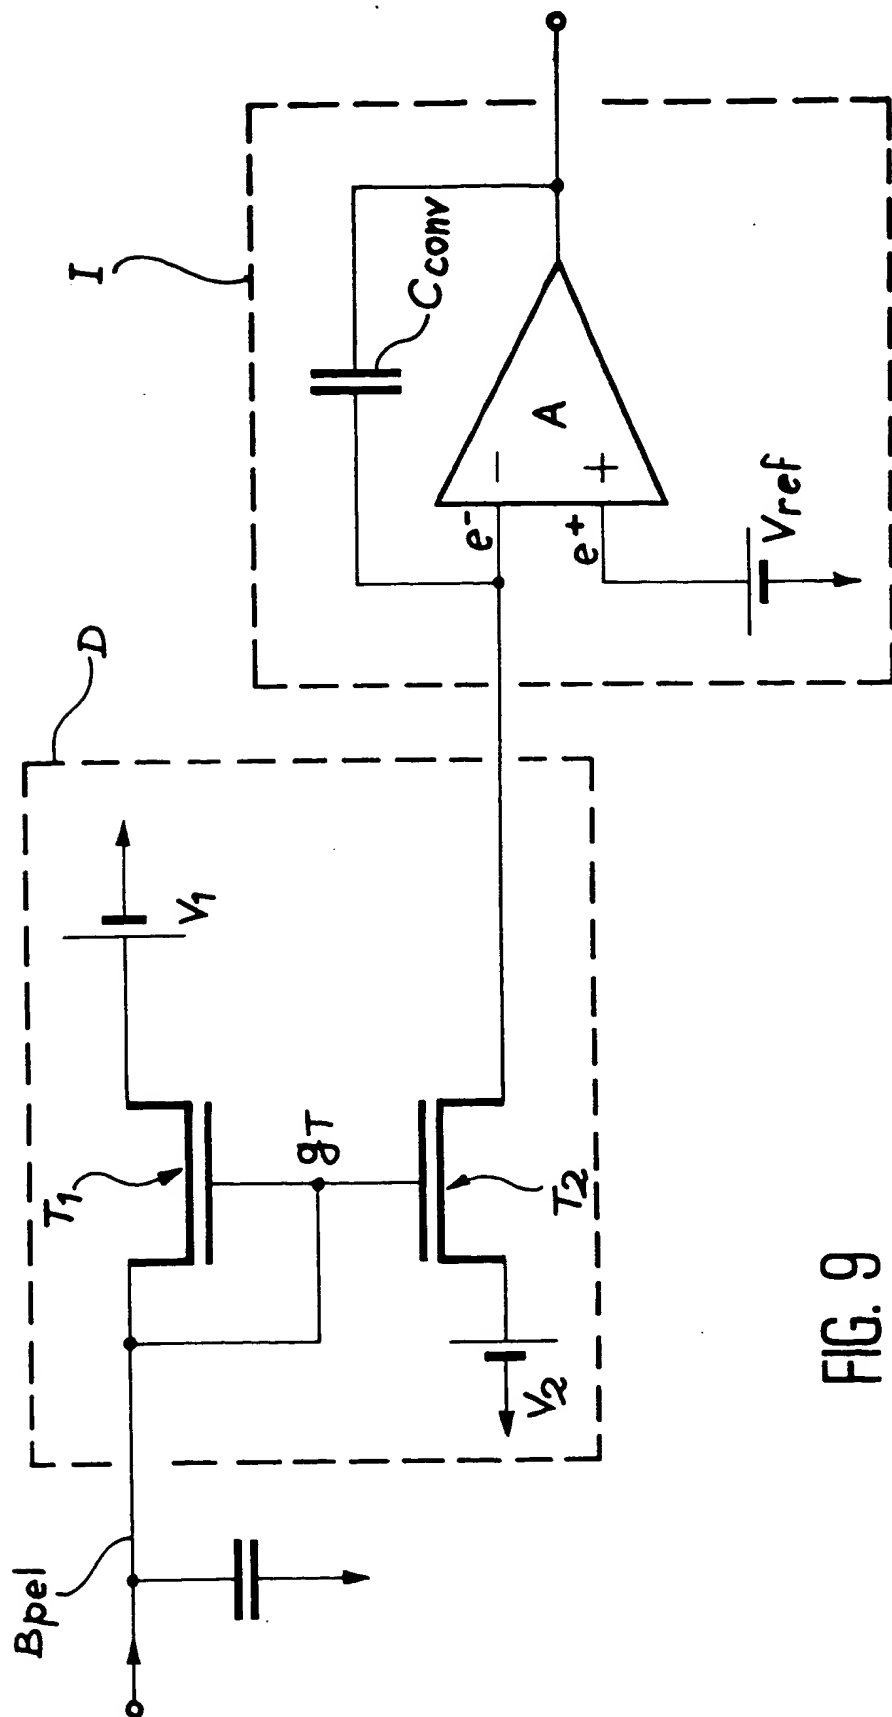 I
D
Cconv
A
−
+
e-
e+
Vref
V1
T1
gT
T2
V2
Bpel
FIG. 9